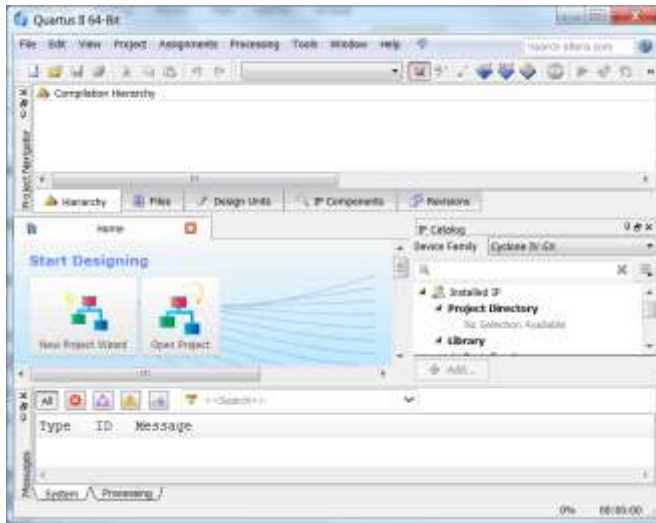 Quartus II 64-Bit
File Edit View Project Assignments Processing Tools Window Help
Search altera.com
Project Navigator
Compilation Hierarchy
Hierarchy Files Design Units IP Components Revisions
Home
Start Designing
New Project Wizard Open Project
IP Catalog
Device Family Cyclone IV GX
Installed IP
Project Directory
No Selection Available
Library
Add...
All <<Search>>
Type ID Message
Messages
System Processing
0% 00:00:00